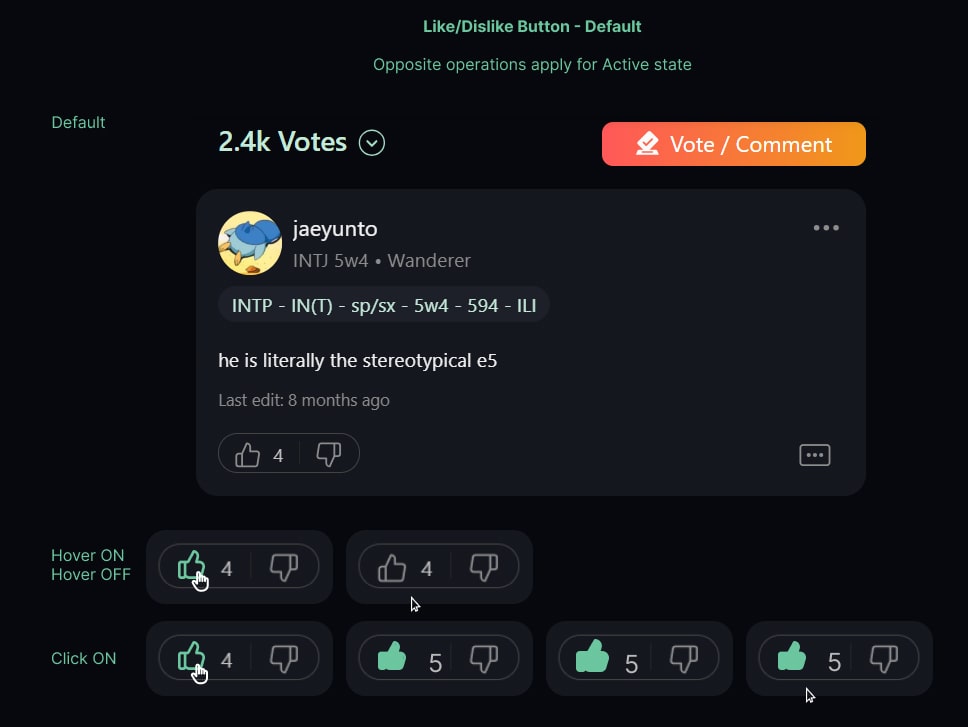 Like/Dislike Button - Default
Opposite operations apply for Active state
Default
2.4k Votes
Vote / Comment
jaeyunto
INTJ 5w4 • Wanderer
INTP - IN(T) - sp/sx - 5w4 - 594 - ILI
he is literally the stereotypical e5
Last edit: 8 months ago
4
Hover ON
Hover OFF
4
4
Click ON
4
5
5
5